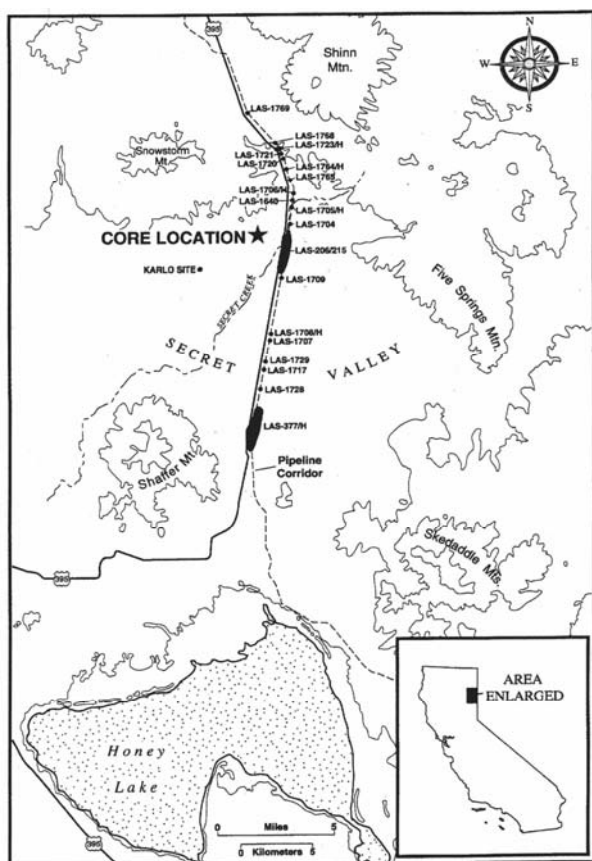 395
N
W
E
S
Shinn
Mtn.
LAS-1769
LAS-1768
LAS-1723/H
LAS-1721
LAS-1720
Snowstorm
Mt.
LAS-1764/H
LAS-1765
LAS-1706/H
LAS-1640
LAS-1705/H
LAS-1704
CORE LOCATION
LAS-206/215
KARLO SITE
LAS-1709
SECRET CREEK
Five Springs Mtn.
LAS-1708/H
LAS-1707
SECRET VALLEY
LAS-1729
LAS-1717
LAS-1728
LAS-377/H
Shaffer Mt.
Pipeline
Corridor
Skedaddle Mts.
395
AREA
ENLARGED
Honey
Lake
0 Miles 5
0 Kilometers 5
395